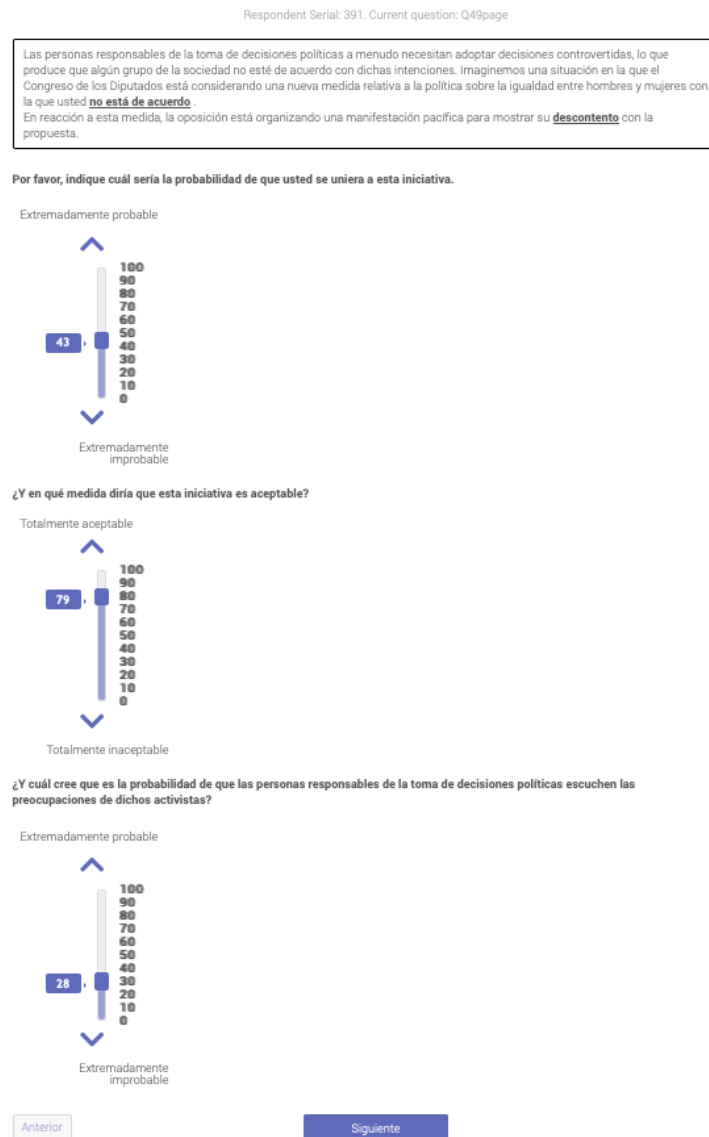 Respondent Serial: 391. Current question: Q49page
Las personas responsables de la toma de decisiones políticas a menudo necesitan adoptar decisiones controvertidas, lo que
produce que algún grupo de la sociedad no esté de acuerdo con dichas intenciones. Imaginemos una situación en la que el
Congreso de los Diputados está considerando una nueva medida relativa a la política sobre la igualdad entre hombres y mujeres con
la que usted no está de acuerdo .
En reacción a esta medida, la oposición está organizando una manifestación pacífica para mostrar su descontento con la
propuesta.
Por favor, indique cuál sería la probabilidad de que usted se uniera a esta iniciativa.
Extremadamente probable
100
90
80
70
60
50
43
40
30
20
10
0
Extremadamente
improbable
¿Y en qué medida diría que esta iniciativa es aceptable?
Totalmente aceptable
100
90
79
80
70
60
50
40
30
20
10
0
Totalmente inaceptable
¿Y cuál cree que es la probabilidad de que las personas responsables de la toma de decisiones políticas escuchen las
preocupaciones de dichos activistas?
Extremadamente probable
100
90
80
70
60
50
40
28
30
20
10
0
Extremadamente
improbable
Anterior
Siguiente